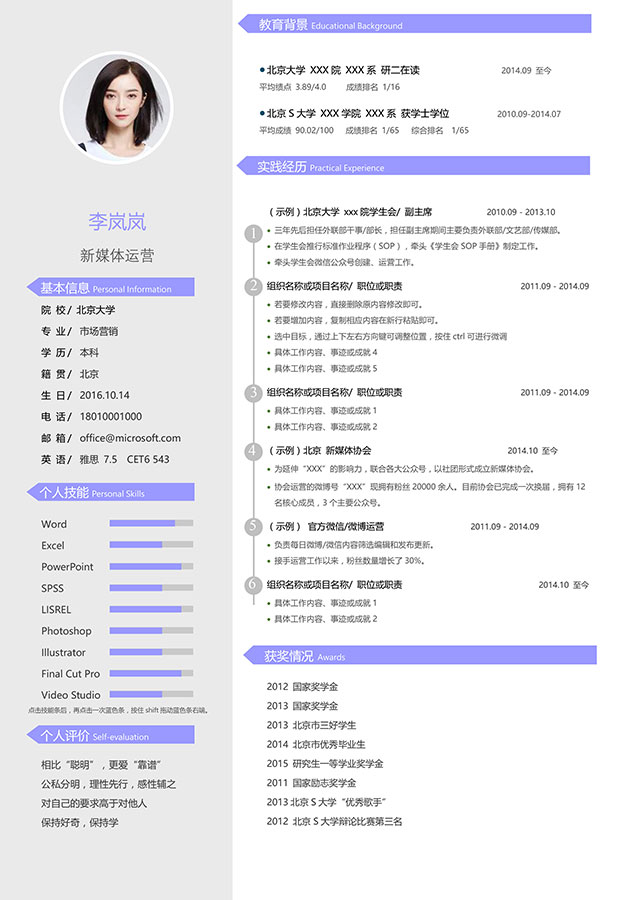 李岚岚
新媒体运营
基本信息 Personal Information
院 校/ 北京大学
专 业/ 市场营销
学 历/ 本科
籍 贯/ 北京
生 日/ 2016.10.14
电 话/ 18010001000
邮 箱/ office@microsoft.com
英 语/ 雅思 7.5 CET6 543
个人技能 Personal Skills
Word
Excel
PowerPoint
SPSS
LISREL
Photoshop
Illustrator
Final Cut Pro
Video Studio
点击技能条后，再点击一次蓝色条，按住 shift 拖动蓝色条右端。
个人评价 Self-evaluation
相比“聪明”，更爱“靠谱”
公私分明，理性先行，感性辅之
对自己的要求高于对他人
保持好奇，保持学
教育背景 Educational Background
北京大学 XXX 院 XXX 系 研二在读 2014.09 至今
平均绩点 3.89/4.0 成绩排名 1/16
北京 S 大学 XXX 学院 XXX 系 获学士学位 2010.09-2014.07
平均成绩 90.02/100 成绩排名 1/65 综合排名 1/65
实践经历 Practical Experience
（示例）北京大学 xxx 院学生会/ 副主席 2010.09 - 2013.10
1 • 三年先后担任外联部干事/部长，担任副主席期间主要负责外联部/文艺部/传媒部。
• 在学生会推行标准作业程序（SOP），牵头《学生会 SOP 手册》制定工作。
• 牵头学生会微信公众号创建、运营工作。
2 组织名称或项目名称/ 职位或职责 2011.09 - 2014.09
• 若要修改内容，直接删除原内容修改即可。
• 若要增加内容，复制相应内容在新行粘贴即可。
• 选中目标，通过上下左右方向键可调整位置，按住 ctrl 可进行微调
• 具体工作内容、事迹或成就 4
• 具体工作内容、事迹或成就 5
3 组织名称或项目名称/ 职位或职责 2011.09 - 2014.09
• 具体工作内容、事迹或成就 1
• 具体工作内容、事迹或成就 2
4 （示例）北京 新媒体协会 2014.10 至今
• 为延伸“XXX”的影响力，联合各大公众号，以社团形式成立新媒体协会。
• 协会运营的微博号“XXX”现拥有粉丝 20000 余人。目前协会已完成一次换届，拥有 12
名核心成员，3 个主要公众号。
5 （示例） 官方微信/微博运营 2011.09 - 2014.09
• 负责每日微博/微信内容筛选编辑和发布更新。
• 接手运营工作以来，粉丝数量增长了 30%。
6 组织名称或项目名称/ 职位或职责 2014.10 至今
• 具体工作内容、事迹或成就 1
• 具体工作内容、事迹或成就 2
获奖情况 Awards
2012 国家奖学金
2013 国家奖学金
2013 北京市三好学生
2014 北京市优秀毕业生
2015 研究生一等学业奖学金
2011 国家励志奖学金
2013 北京 S 大学“优秀歌手”
2012 北京 S 大学辩论比赛第三名